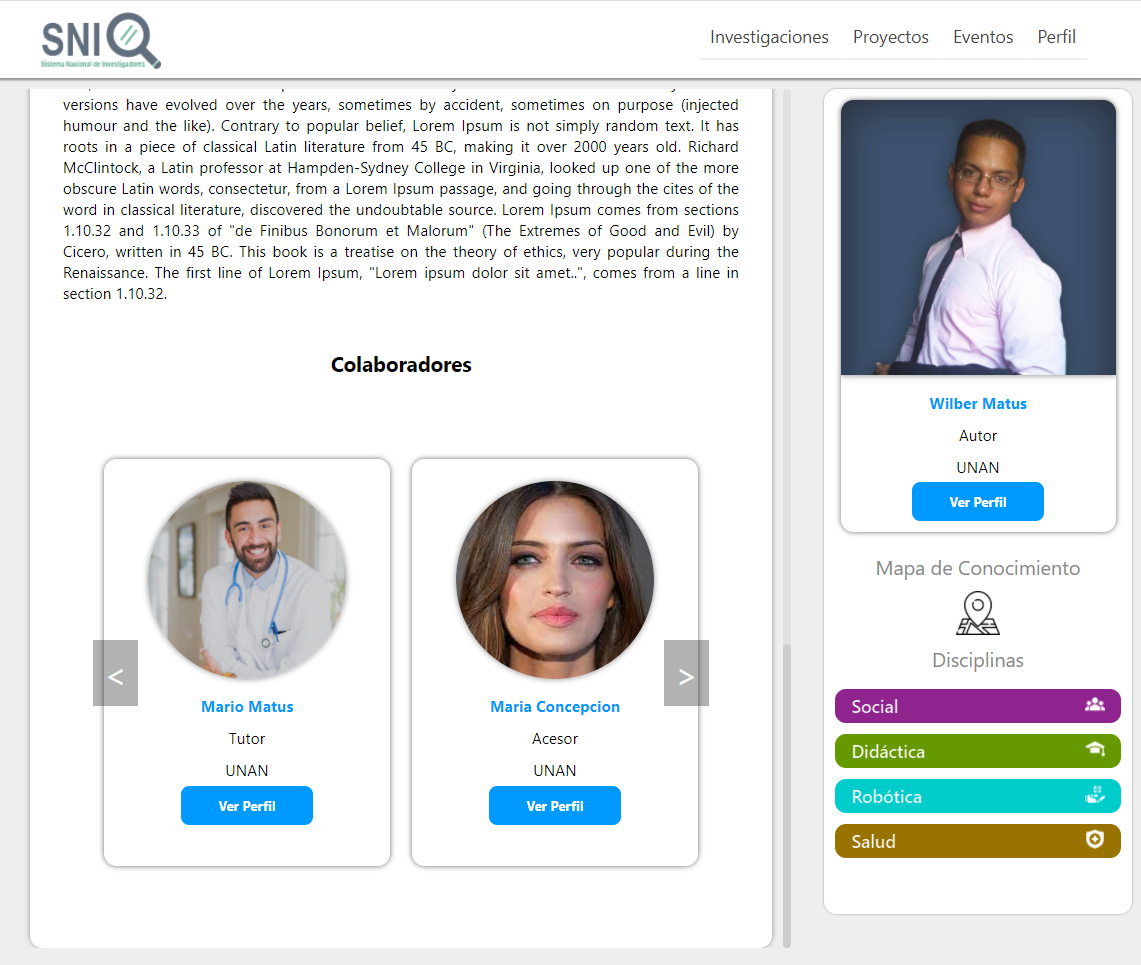 SNI
Sistema Nasional de Investigadores
Investigaciones
Proyectos
Eventos
Perfil
versions have evolved over the years, sometimes by accident, sometimes on purpose (injected
humour and the like). Contrary to popular belief, Lorem Ipsum is not simply random text. It has
roots in a piece of classical Latin literature from 45 BC, making it over 2000 years old. Richard
McClintock, a Latin professor at Hampden-Sydney College in Virginia, looked up one of the more
obscure Latin words, consectetur, from a Lorem Ipsum passage, and going through the cites of the
word in classical literature, discovered the undoubtable source. Lorem Ipsum comes from sections
1.10.32 and 1.10.33 of "de Finibus Bonorum et Malorum" (The Extremes of Good and Evil) by
Cicero, written in 45 BC. This book is a treatise on the theory of ethics, very popular during the
Renaissance. The first line of Lorem Ipsum, "Lorem ipsum dolor sit amet..", comes from a line in
section 1.10.32.
Colaboradores
<
Mario Matus
Tutor
UNAN
Ver Perfil
Maria Concepcion
Acesor
UNAN
Ver Perfil
>
Wilber Matus
Autor
UNAN
Ver Perfil
Mapa de Conocimiento
Disciplinas
Social
Didáctica
Robótica
Salud